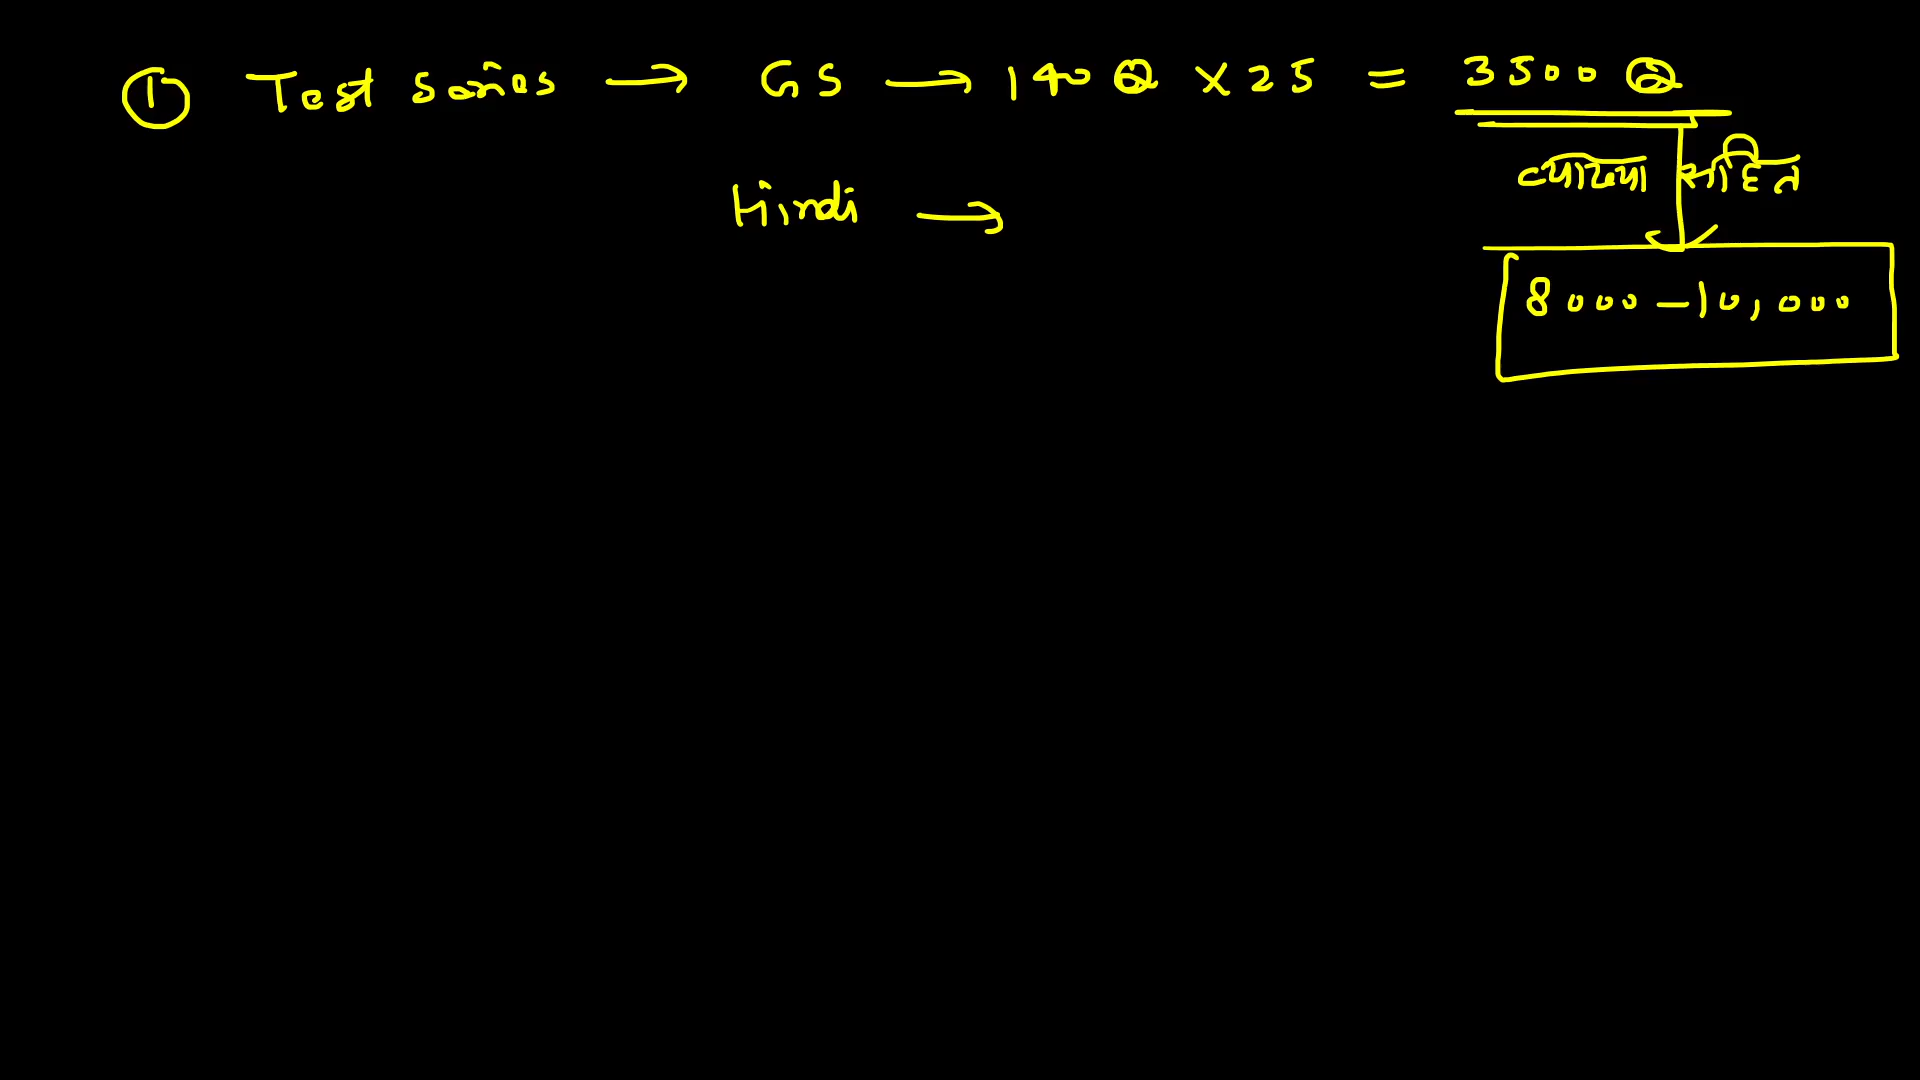 ① Test series → GS → 140 Q × 25 = 3500 Q
व्याख्या सहित
Hindi →
8000 – 10,000